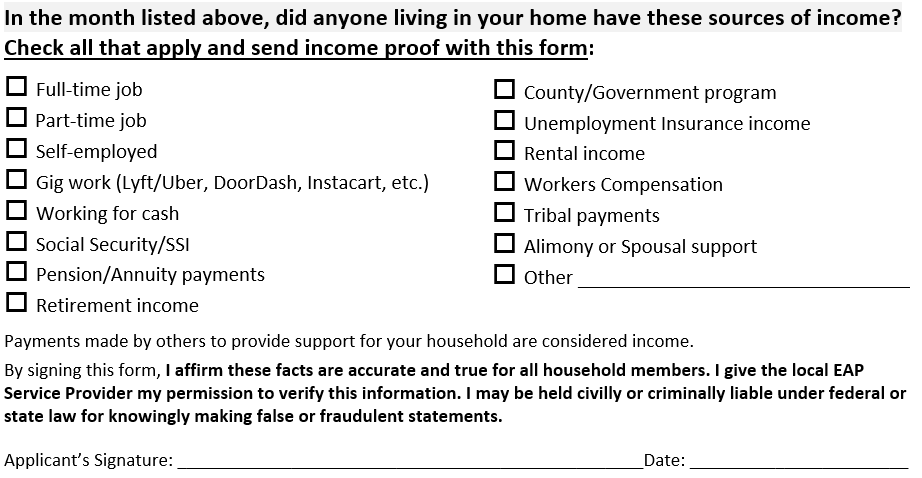 In the month listed above, did anyone living in your home have these sources of income?
Check all that apply and send income proof with this form:
☐ Full-time job
☐ Part-time job
☐ Self-employed
☐ Gig work (Lyft/Uber, DoorDash, Instacart, etc.)
☐ Working for cash
☐ Social Security/SSI
☐ Pension/Annuity payments
☐ Retirement income
☐ County/Government program
☐ Unemployment Insurance income
☐ Rental income
☐ Workers Compensation
☐ Tribal payments
☐ Alimony or Spousal support
☐ Other ____________________
Payments made by others to provide support for your household are considered income.
By signing this form, I affirm these facts are accurate and true for all household members. I give the local EAP
Service Provider my permission to verify this information. I may be held civilly or criminally liable under federal or
state law for knowingly making false or fraudulent statements.
Applicant’s Signature: ____________________ Date: ____________________